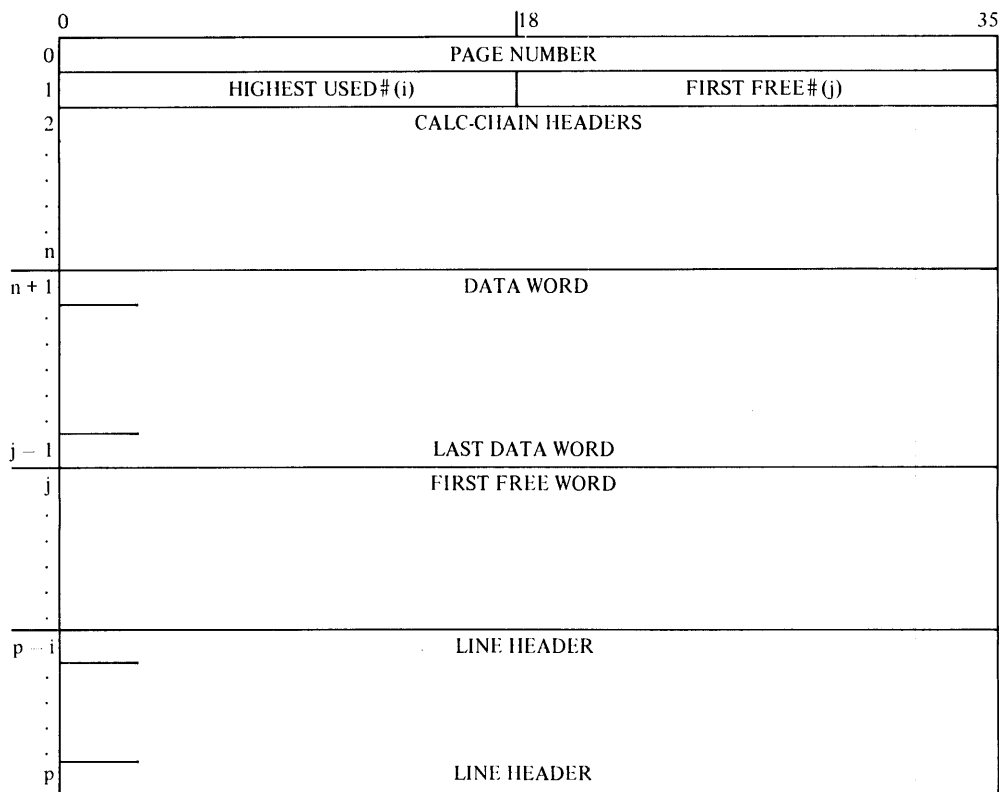 0 18 35
0 PAGE NUMBER
1 HIGHEST USED # (i) FIRST FREE # (j)
2 CALC-CHAIN HEADERS
.
.
.
.
n
n + 1 DATA WORD
.
.
.
.
j – 1 LAST DATA WORD
j FIRST FREE WORD
.
.
.
.
p – i LINE HEADER
.
.
.
.
p LINE HEADER